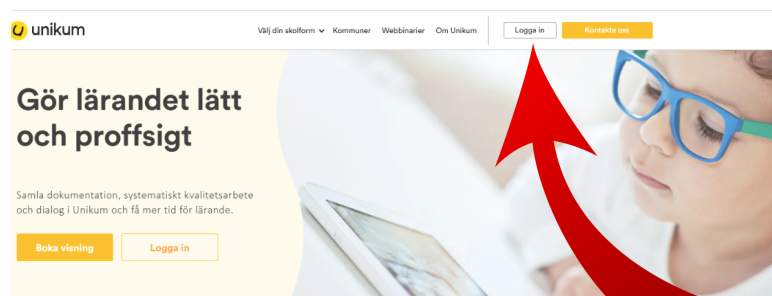 unikum
Välj din skolform Kommuner Webbinarier Om Unikum Logga in Kontakta oss
Gör lärandet lätt
och proffsigt
Samla dokumentation, systematiskt kvalitetsarbete
och dialog i Unikum och få mer tid för lärande.
Boka visning Logga in